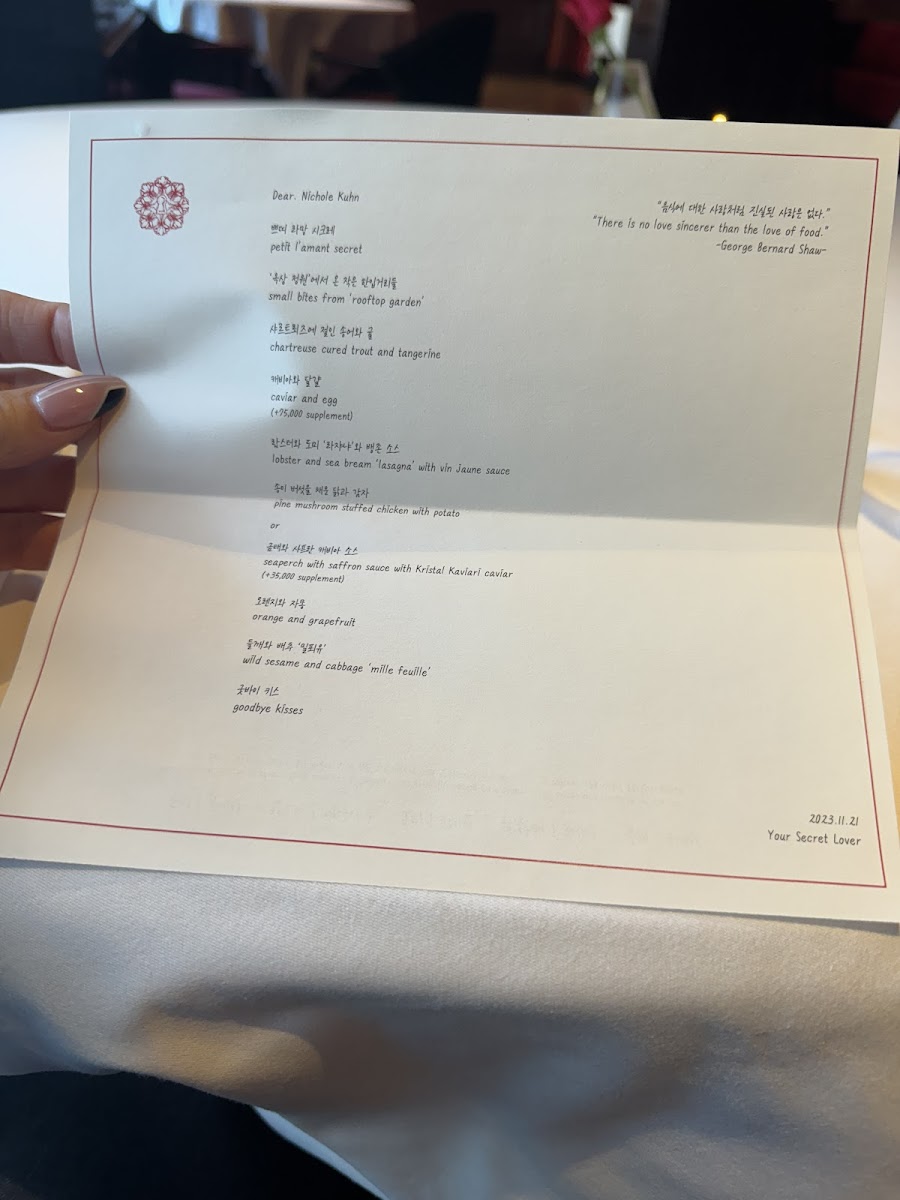 Dear. Nichole Kuhn
"음식에 대한 사랑처럼 진실된 사랑은 없다."
"There is no love sincerer than the love of food."
-George Bernard Shaw-
쁘띠 라망 시크레
petit l'amant secret
'옥상 정원'에서 온 작은 한입거리들
small bites from 'rooftop garden'
샤르트뢰즈에 절인 송어와 귤
chartreuse cured trout and tangerine
캐비아와 달걀
caviar and egg
(+75,000 supplement)
랍스터와 도미 '라자냐'와 뱅존 소스
lobster and sea bream 'lasagna' with vin jaune sauce
송이 버섯을 채운 닭과 감자
pine mushroom stuffed chicken with potato
or
금태와 샤프란 캐비아 소스
seaperch with saffron sauce with Kristal Kaviari caviar
(+35,000 supplement)
오렌지와 자몽
orange and grapefruit
들깨와 배추 '밀푀유'
wild sesame and cabbage 'mille feuille'
굿바이 키스
goodbye kisses
2023.11.21
Your Secret Lover